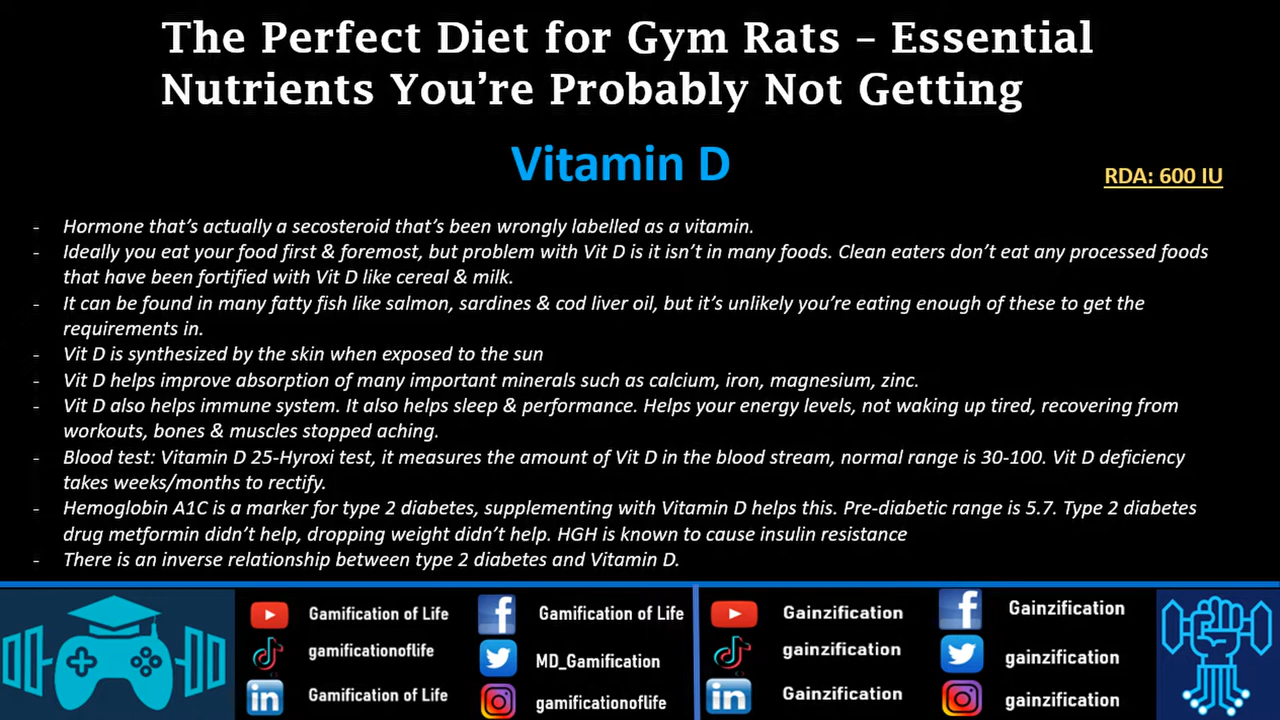 The Perfect Diet for Gym Rats – Essential
Nutrients You're Probably Not Getting
Vitamin D
RDA: 600 IU
- Hormone that's actually a secosteroid that's been wrongly labelled as a vitamin.
- Ideally you eat your food first & foremost, but problem with Vit D is it isn't in many foods. Clean eaters don't eat any processed foods
that have been fortified with Vit D like cereal & milk.
- It can be found in many fatty fish like salmon, sardines & cod liver oil, but it's unlikely you're eating enough of these to get the
requirements in.
- Vit D is synthesized by the skin when exposed to the sun
- Vit D helps improve absorption of many important minerals such as calcium, iron, magnesium, zinc.
- Vit D also helps immune system. It also helps sleep & performance. Helps your energy levels, not waking up tired, recovering from
workouts, bones & muscles stopped aching.
- Blood test: Vitamin D 25-Hyroxi test, it measures the amount of Vit D in the blood stream, normal range is 30-100. Vit D deficiency
takes weeks/months to rectify.
- Hemoglobin A1C is a marker for type 2 diabetes, supplementing with Vitamin D helps this. Pre-diabetic range is 5.7. Type 2 diabetes
drug metformin didn't help, dropping weight didn't help. HGH is known to cause insulin resistance
- There is an inverse relationship between type 2 diabetes and Vitamin D.
Gamification of Life
Gamification of Life
Gainzification
Gainzification
gamificationoflife
MD_Gamification
gainzification
gainzification
Gamification of Life
gamificationoflife
Gainzification
gainzification